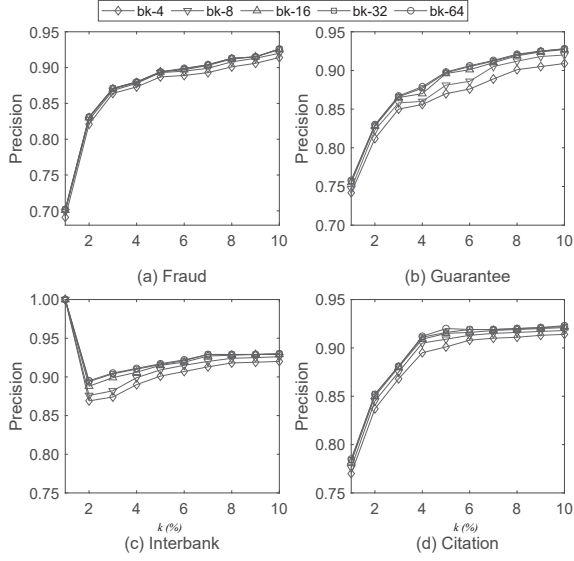 bk-4 bk-8 bk-16 bk-32 bk-64
0.95 0.95
0.90 0.90
0.85 0.85
0.80 0.80
0.75 0.75
0.70 0.70
Precision Precision
2 4 6 8 10 2 4 6 8 10
(a) Fraud (b) Guarantee
1.00 0.95
0.95 0.90
0.90 0.85
0.85 0.80
0.80 0.75
0.75
Precision Precision
2 4 6 8 10 2 4 6 8 10
k (%) k (%)
(c) Interbank (d) Citation